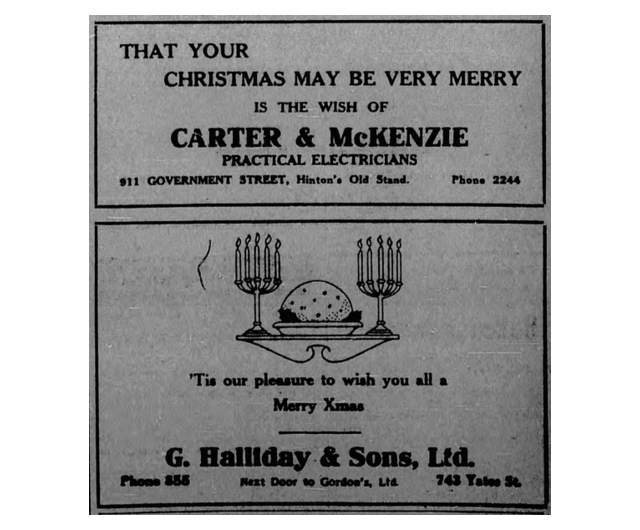 THAT YOUR
CHRISTMAS MAY BE VERY MERRY
IS THE WISH OF
CARTER & McKENZIE
PRACTICAL ELECTRICIANS
911 GOVERNMENT STREET, Hinton's Old Stand. Phone 2244
'Tis our pleasure to wish you all a
Merry Xmas
G. Halliday & Sons, Ltd.
Phone 855 Next Door to Gordon's, Ltd. 743 Yates St.